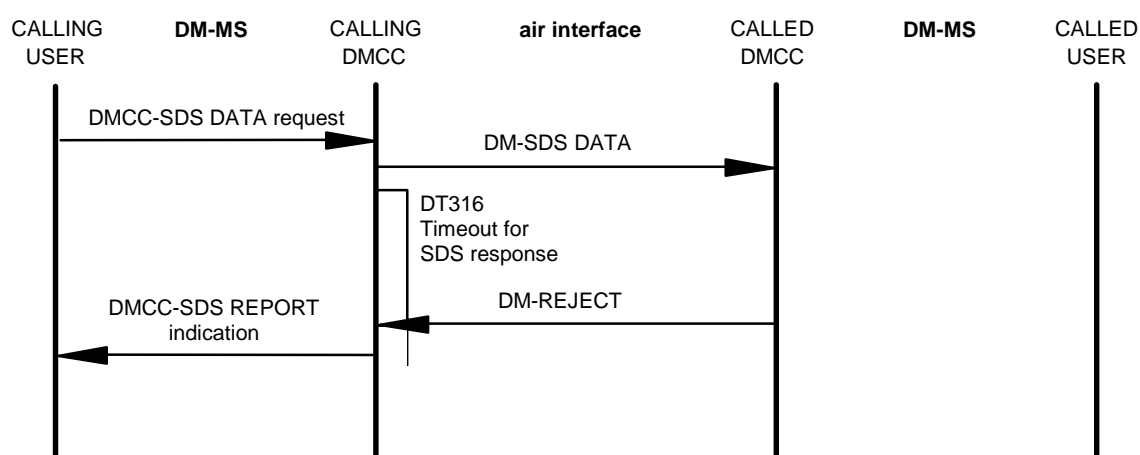 CALLING USER
DM-MS
CALLING DMCC
air interface
CALLED DMCC
DM-MS
CALLED USER
DMCC-SDS DATA request
DM-SDS DATA
DT316
Timeout for
SDS response
DM-REJECT
DMCC-SDS REPORT
indication